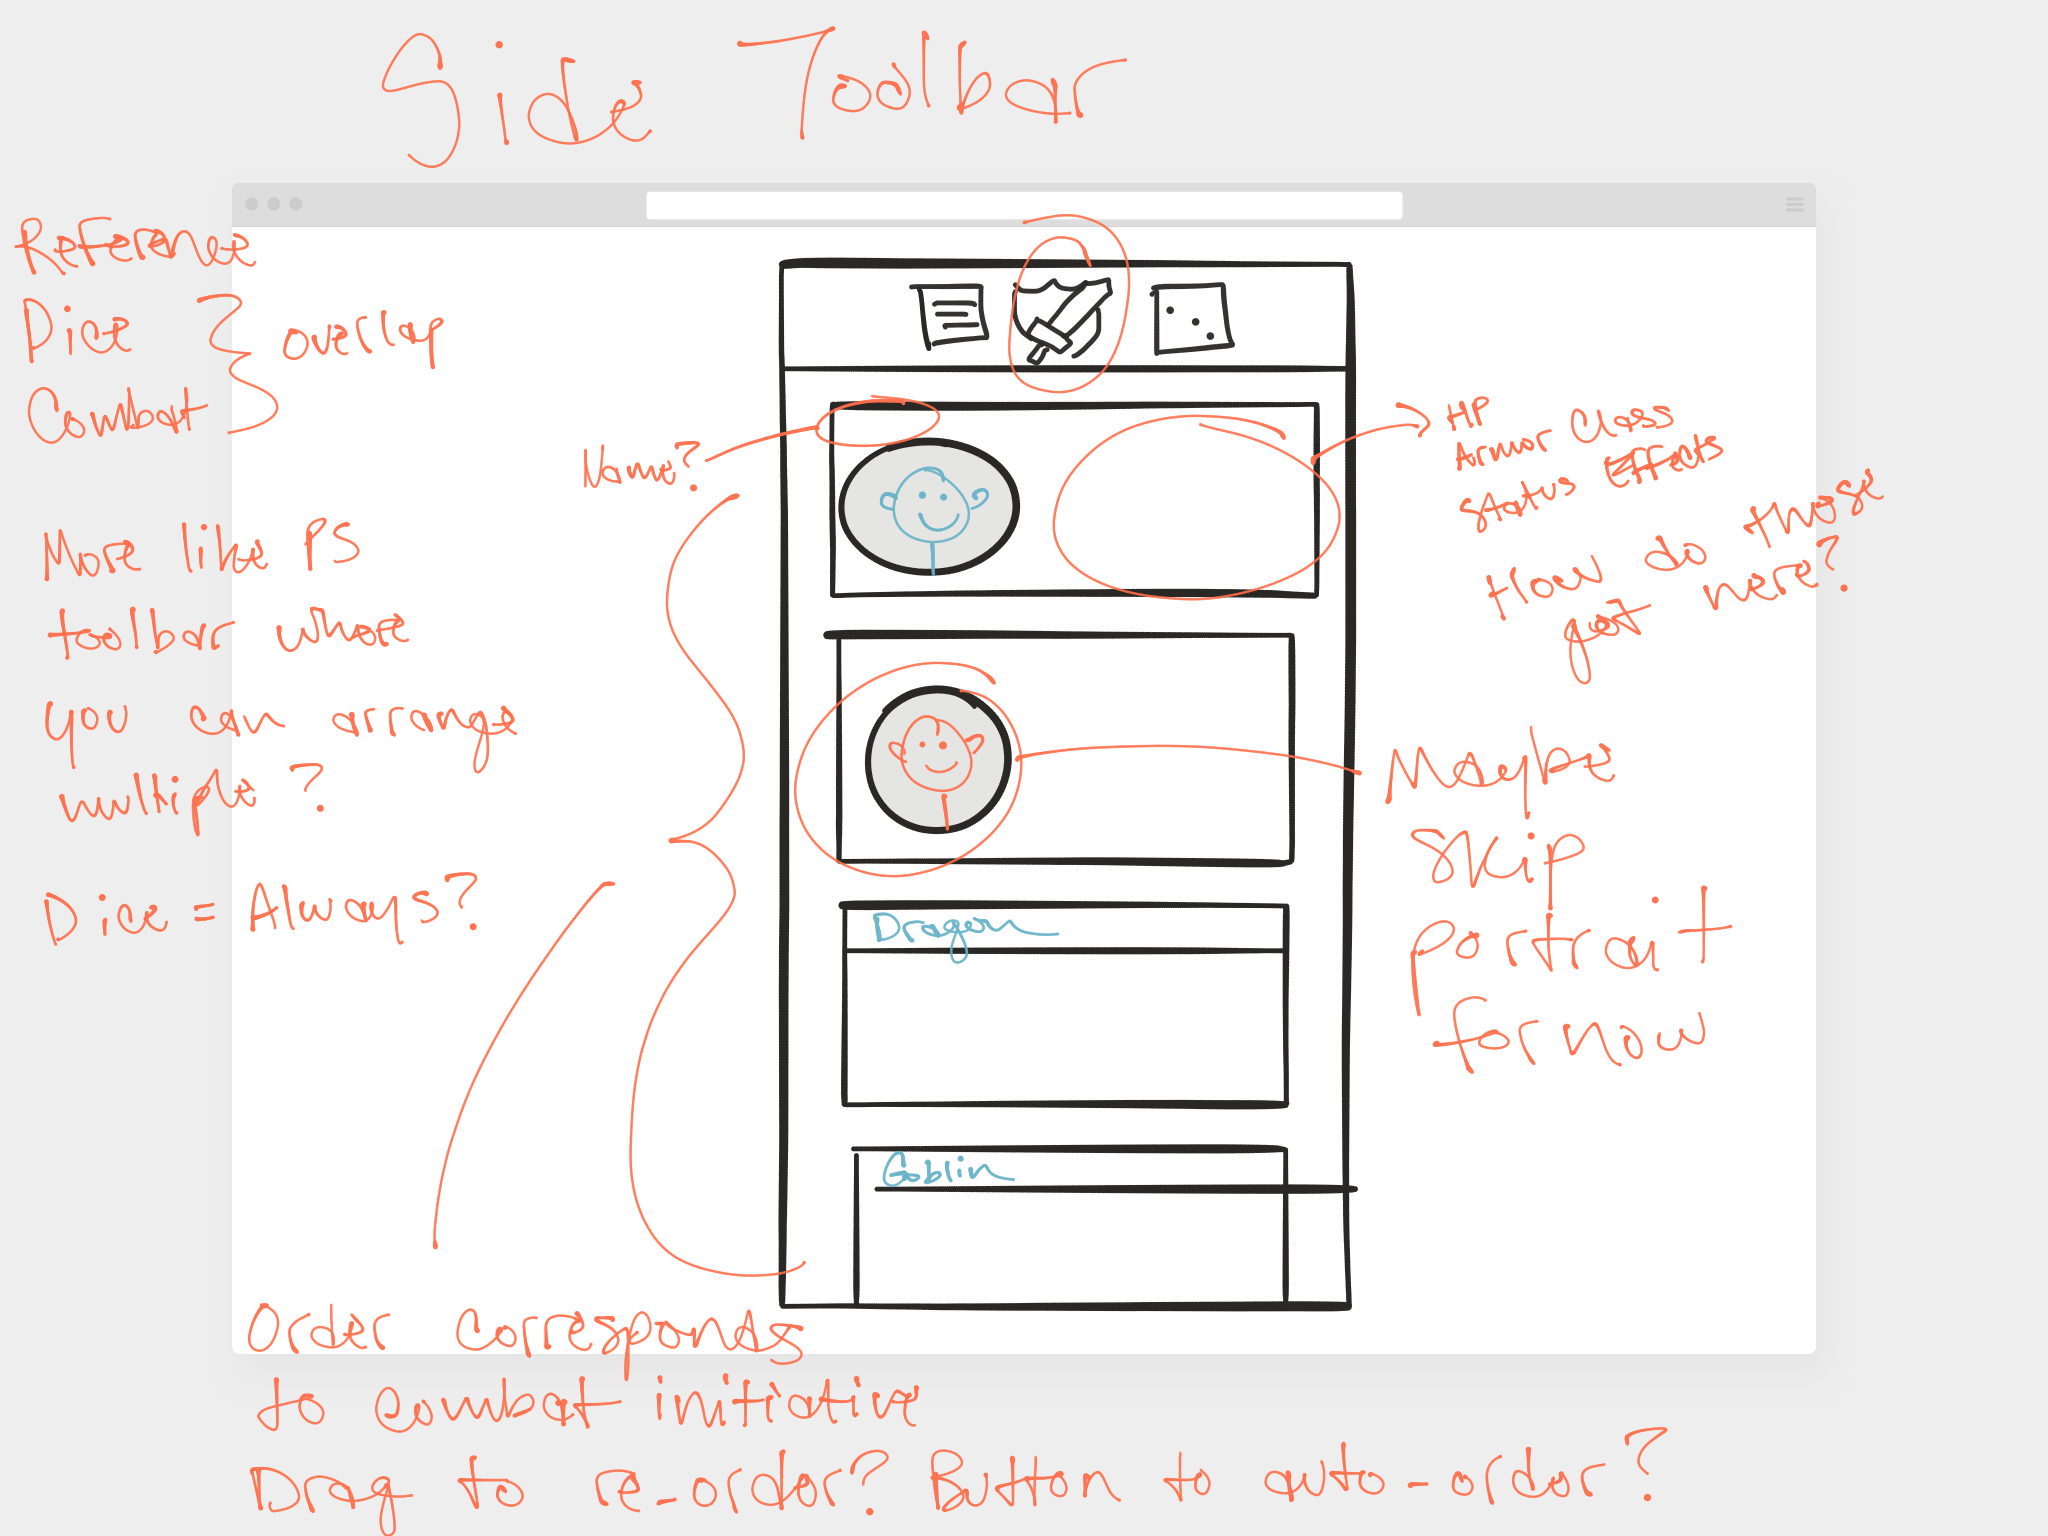 Side Toolbar
Reference
Dice
Combat
overlap
Name?
HP
Armor Class
Status Effects
How do those
get here?
More like PS
toolbar where
you can arrange
multiple?
Dice = Always?
Maybe
skip
portrait
for now
Dragon
Goblin
Order corresponds
to combat initiative
Drag to re-order? Button to auto-order?